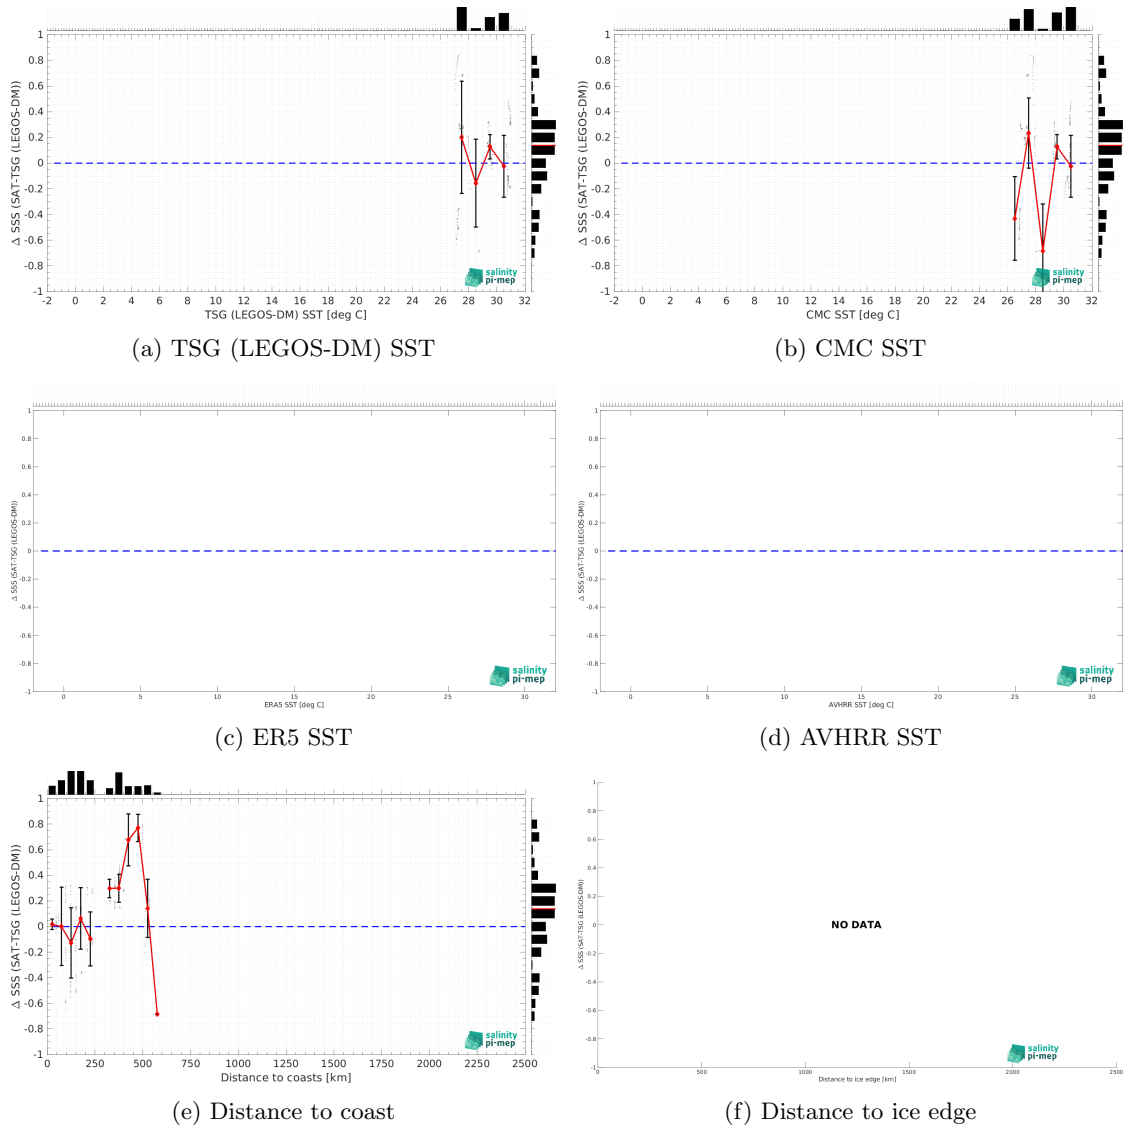 1
0.8
0.6
0.4
0.2
0
-0.2
-0.4
-0.6
-0.8
-1
Δ SSS (SAT-TSG (LEGOS-DM))
-2 0 2 4 6 8 10 12 14 16 18 20 22 24 26 28 30 32
TSG (LEGOS-DM) SST [deg C]
salinity
pi-mep
(a) TSG (LEGOS-DM) SST
1
0.8
0.6
0.4
0.2
0
-0.2
-0.4
-0.6
-0.8
-1
Δ SSS (SAT-TSG (LEGOS-DM))
-2 0 2 4 6 8 10 12 14 16 18 20 22 24 26 28 30 32
CMC SST [deg C]
salinity
pi-mep
(b) CMC SST
1
0.8
0.6
0.4
0.2
0
-0.2
-0.4
-0.6
-0.8
-1
Δ SSS (SAT-TSG (LEGOS-DM))
0 5 10 15 20 25 30
ERA5 SST [deg C]
salinity
pi-mep
(c) ER5 SST
1
0.8
0.6
0.4
0.2
0
-0.2
-0.4
-0.6
-0.8
-1
Δ SSS (SAT-TSG (LEGOS-DM))
0 5 10 15 20 25 30
AVHRR SST [deg C]
salinity
pi-mep
(d) AVHRR SST
1
0.8
0.6
0.4
0.2
0
-0.2
-0.4
-0.6
-0.8
-1
Δ SSS (SAT-TSG (LEGOS-DM))
0 250 500 750 1000 1250 1500 1750 2000 2250 2500
Distance to coasts [km]
salinity
pi-mep
(e) Distance to coast
1
0.8
0.6
0.4
0.2
0
-0.2
-0.4
-0.6
-0.8
-1
Δ SSS (SAT-TSG (LEGOS-DM))
NO DATA
0 500 1000 1500 2000 2500
Distance to ice edge [km]
salinity
pi-mep
(f) Distance to ice edge